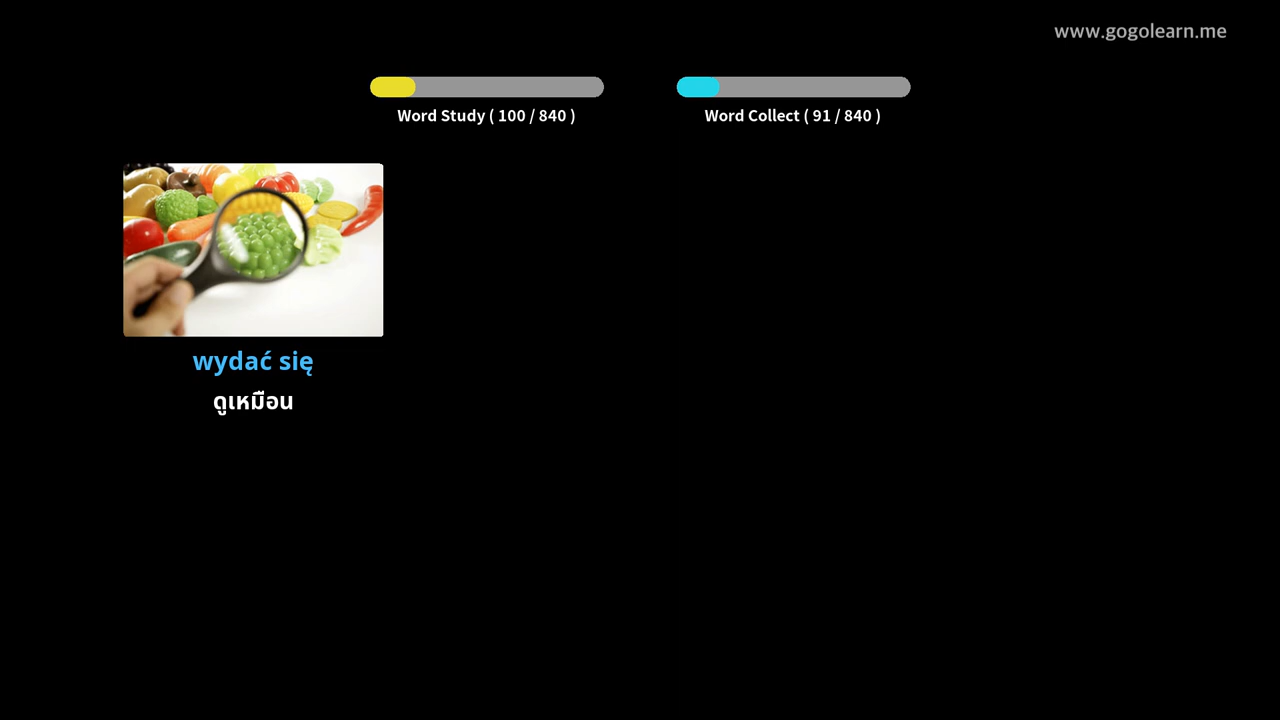 www.gogolearn.me
Word Study ( 100 / 840 )
Word Collect ( 91 / 840 )
wydać się
ดูเหมือน